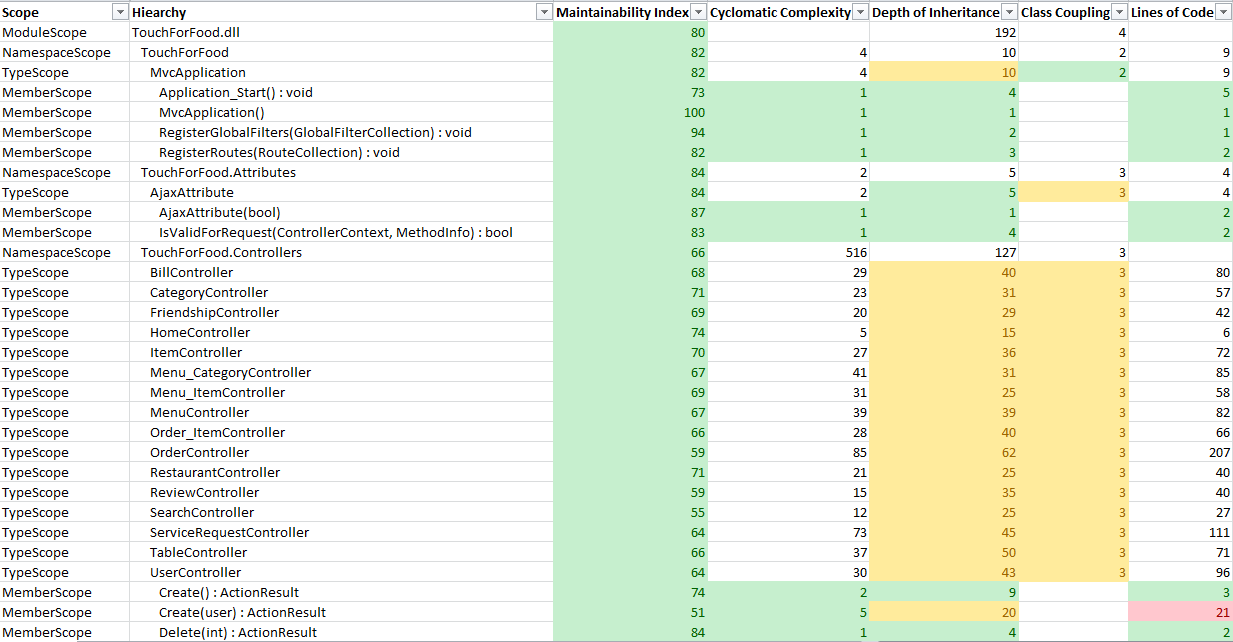 Scope Hiearchy Maintainability Index Cyclomatic Complexity Depth of Inheritance Class Coupling Lines of Code
ModuleScope TouchForFood.dll 80 192 4
NamespaceScope TouchForFood 82 4 10 2 9
TypeScope MvcApplication 82 4 10 2 9
MemberScope Application_Start() : void 73 1 4 5
MemberScope MvcApplication() 100 1 1 1
MemberScope RegisterGlobalFilters(GlobalFilterCollection) : void 94 1 2 1
MemberScope RegisterRoutes(RouteCollection) : void 82 1 3 2
NamespaceScope TouchForFood.Attributes 84 2 5 3 4
TypeScope AjaxAttribute 84 2 5 3 4
MemberScope AjaxAttribute(bool) 87 1 1 2
MemberScope IsValidForRequest(ControllerContext, MethodInfo) : bool 83 1 4 2
NamespaceScope TouchForFood.Controllers 66 516 127 3
TypeScope BillController 68 29 40 3 80
TypeScope CategoryController 71 23 31 3 57
TypeScope FriendshipController 69 20 29 3 42
TypeScope HomeController 74 5 15 3 6
TypeScope ItemController 70 27 36 3 72
TypeScope Menu_CategoryController 67 41 31 3 85
TypeScope Menu_ItemController 69 31 25 3 58
TypeScope MenuController 67 39 39 3 82
TypeScope Order_ItemController 66 28 40 3 66
TypeScope OrderController 59 85 62 3 207
TypeScope RestaurantController 71 21 25 3 40
TypeScope ReviewController 59 15 35 3 40
TypeScope SearchController 55 12 25 3 27
TypeScope ServiceRequestController 64 73 45 3 111
TypeScope TableController 66 37 50 3 71
TypeScope UserController 64 30 43 3 96
MemberScope Create() : ActionResult 74 2 9 3
MemberScope Create(user) : ActionResult 51 5 20 21
MemberScope Delete(int) : ActionResult 84 1 4 2